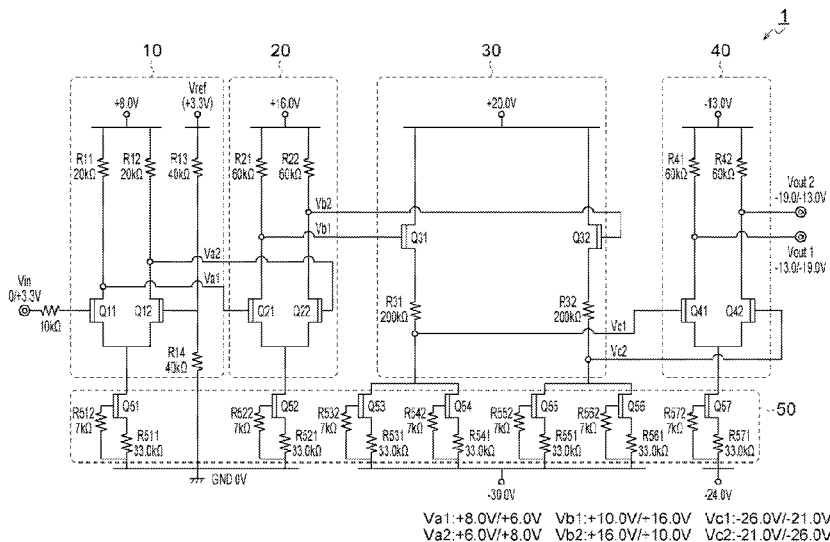 1
10
20
30
40
+8.0V
Vref
(+3.3V)
+16.0V
+20.0V
-13.0V
R11
20kΩ
R12
20kΩ
R13
40kΩ
R21
60kΩ
R22
60kΩ
R41
60kΩ
R42
60kΩ
Vout 2
-19.0/-13.0V
Vb2
Vb1
Q31
Q32
Vout 1
-13.0/-19.0V
Va2
Va1
Vin
0/+3.3V
10kΩ
Q11
Q12
Q21
Q22
R31
200kΩ
R32
200kΩ
Vc1
Vc2
Q41
Q42
R14
40kΩ
Q51
Q52
Q53
Q54
Q55
Q56
Q57
50
R512
7kΩ
R522
7kΩ
R532
7kΩ
R542
7kΩ
R552
7kΩ
R562
7kΩ
R572
7kΩ
R511
33.0kΩ
R521
33.0kΩ
R531
33.0kΩ
R541
33.0kΩ
R551
33.0kΩ
R561
33.0kΩ
R571
33.0kΩ
GND 0V
-30.0V
-24.0V
Va1:+8.0V/+6.0V Vb1:+10.0V/+16.0V Vc1:-26.0V/-21.0V
Va2:+6.0V/+8.0V Vb2:+16.0V/+10.0V Vc2:-21.0V/-26.0V